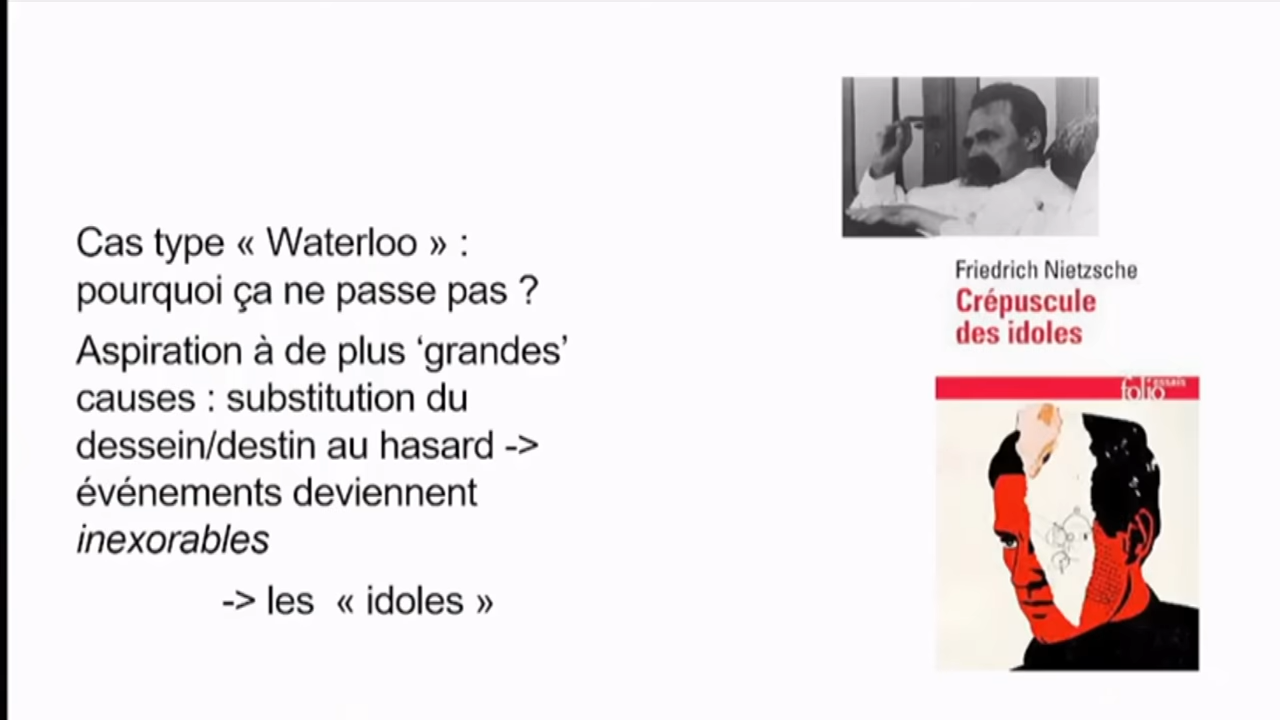 Cas type « Waterloo » :
pourquoi ça ne passe pas ?
Aspiration à de plus ‘grandes’
causes : substitution du
dessein/destin au hasard ->
événements deviennent
inexorables
-> les « idoles »
Friedrich Nietzsche
Crépuscule
des idoles
folio essais